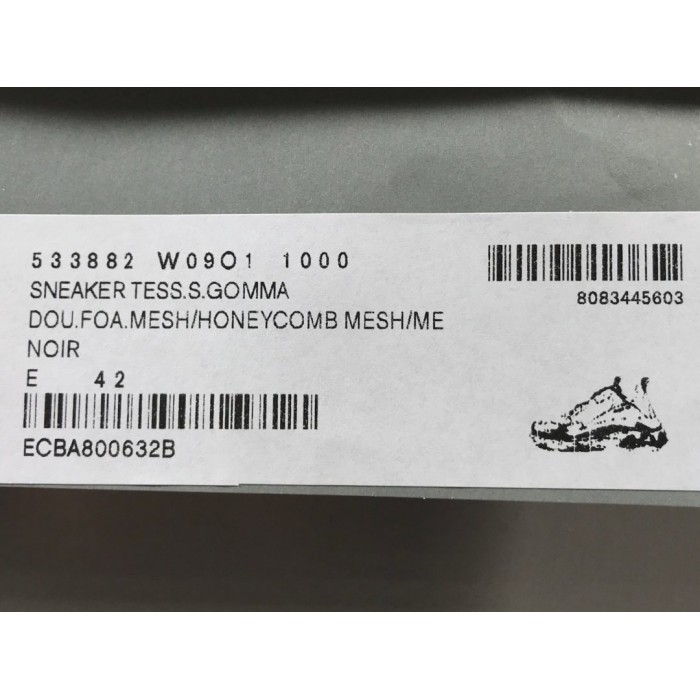 533882 W09O1 1000
8083445603
SNEAKER TESS.S.GOMMA
DOU.FOA.MESH/HONEYCOMB MESH/ME
NOIR
E 42
ECBA800632B